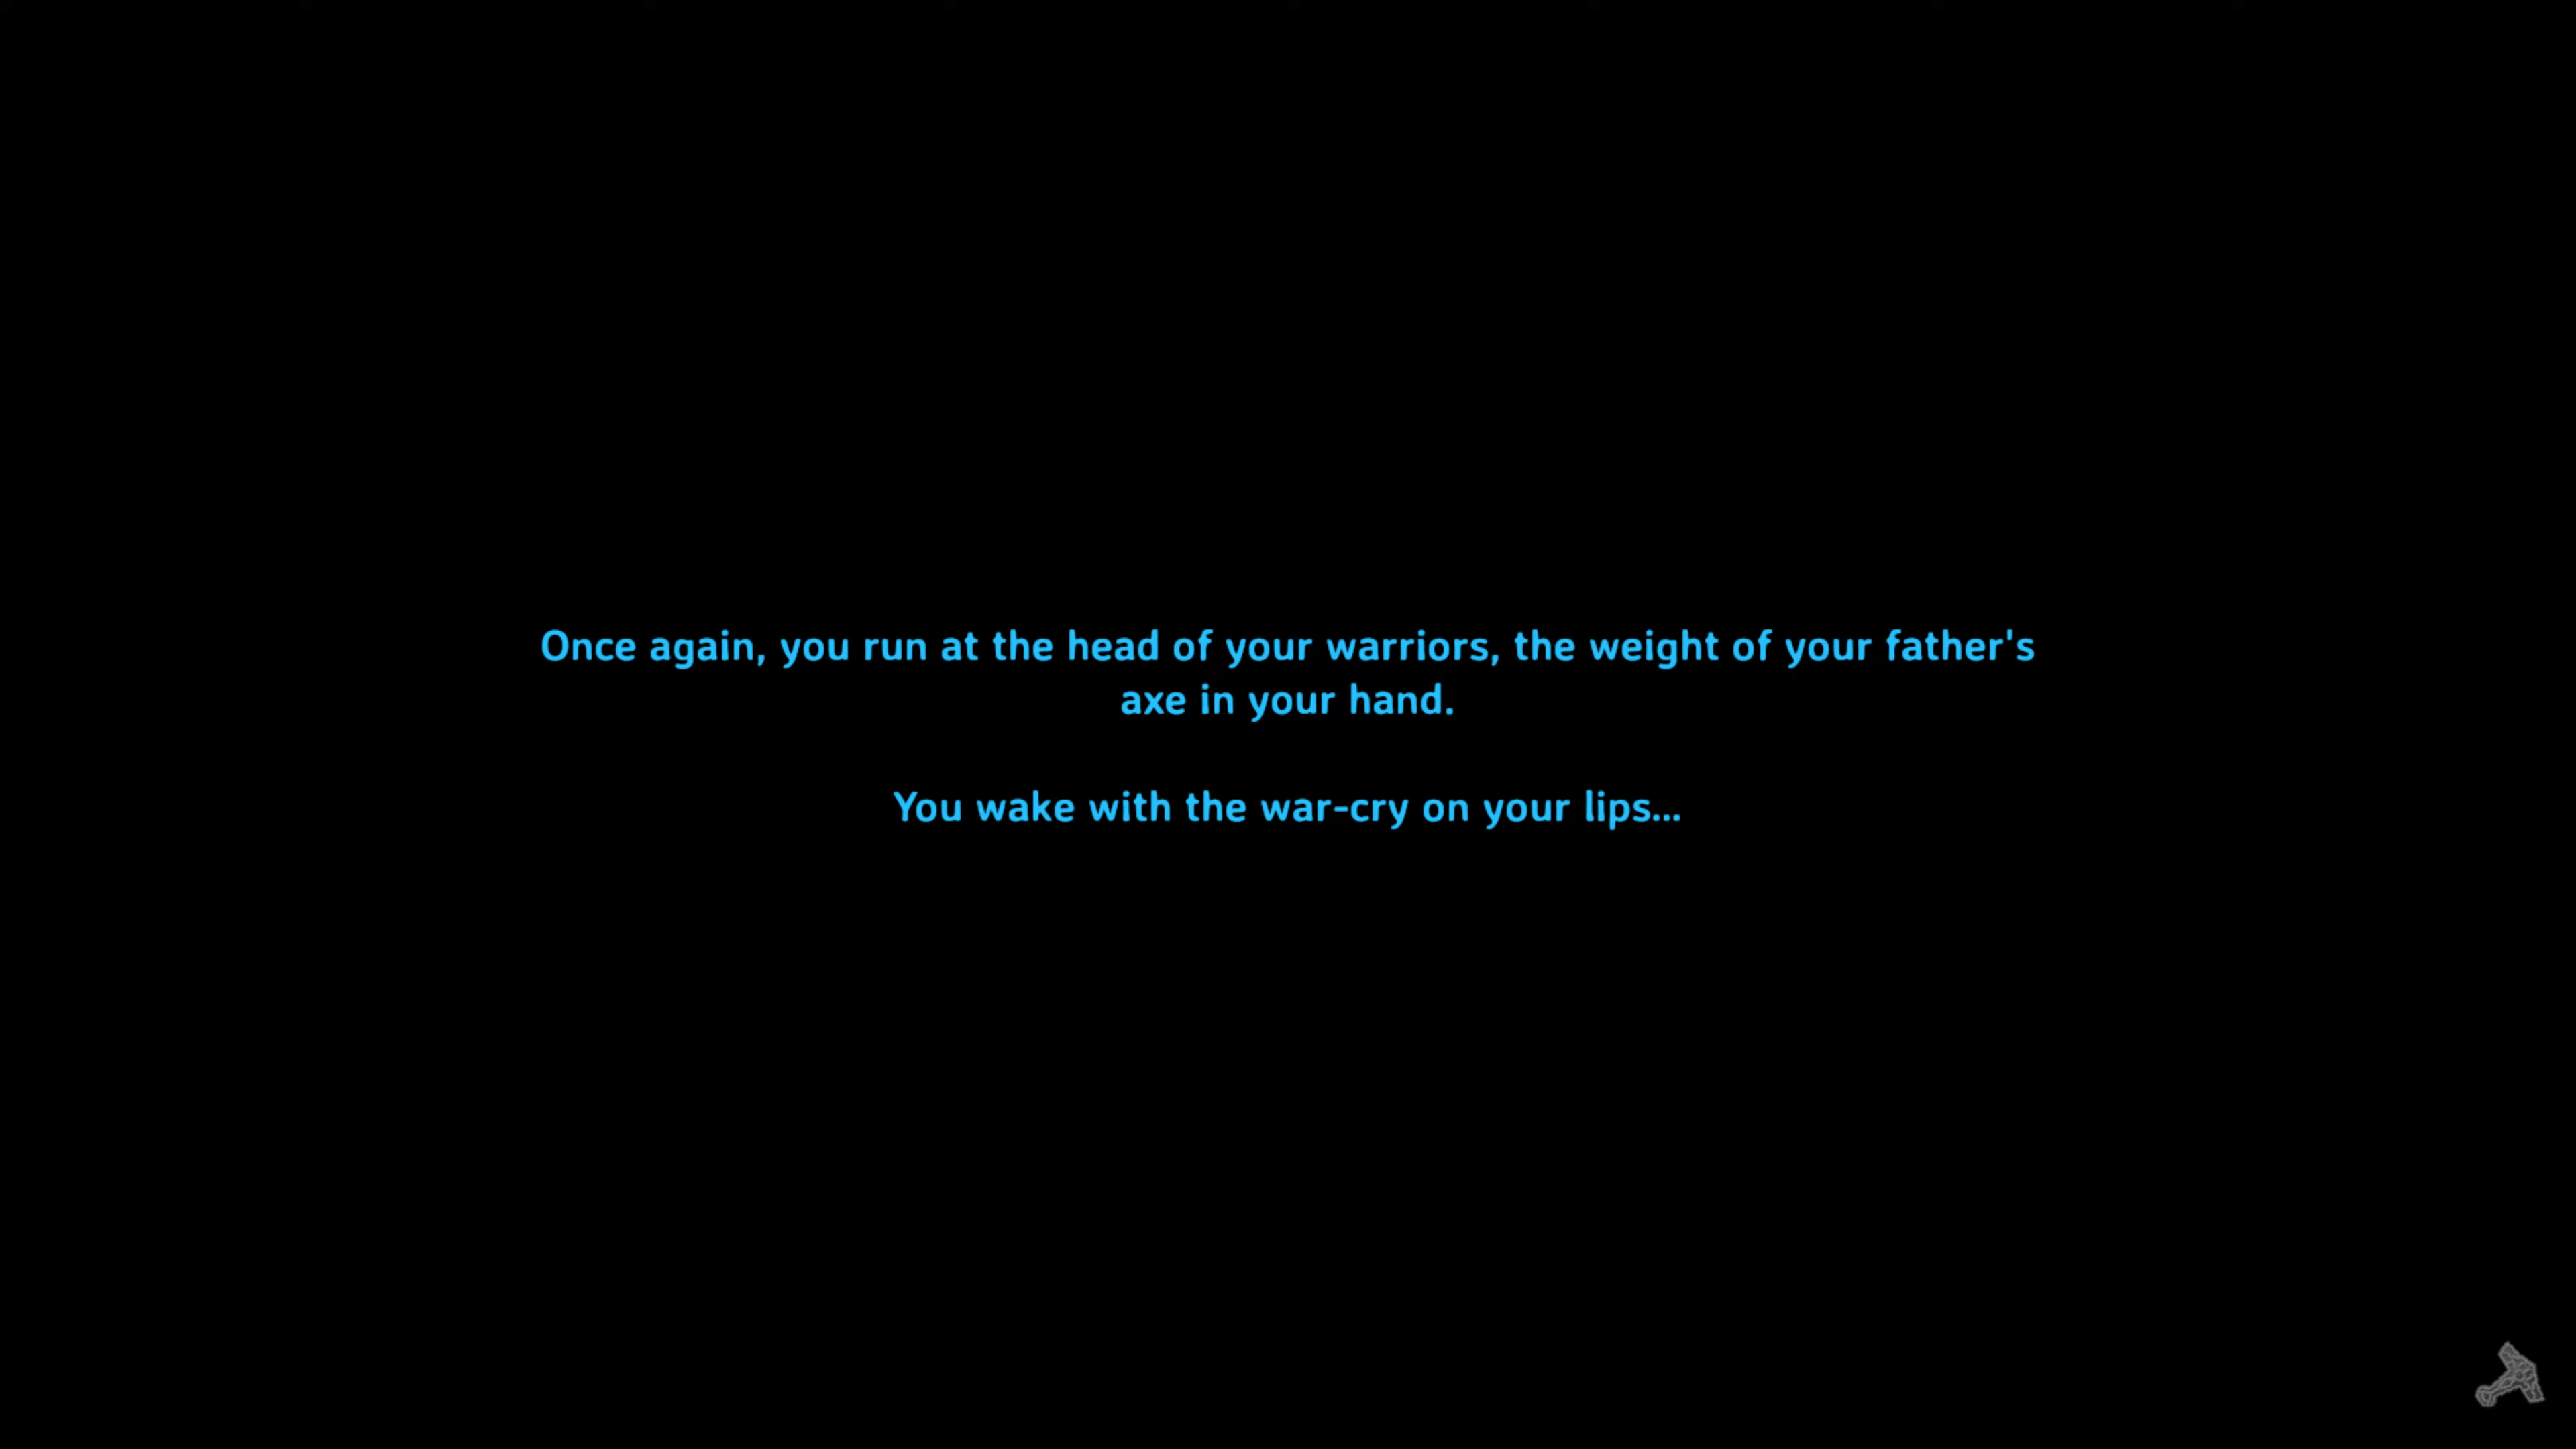 Once again, you run at the head of your warriors, the weight of your father's
axe in your hand.
You wake with the war-cry on your lips...